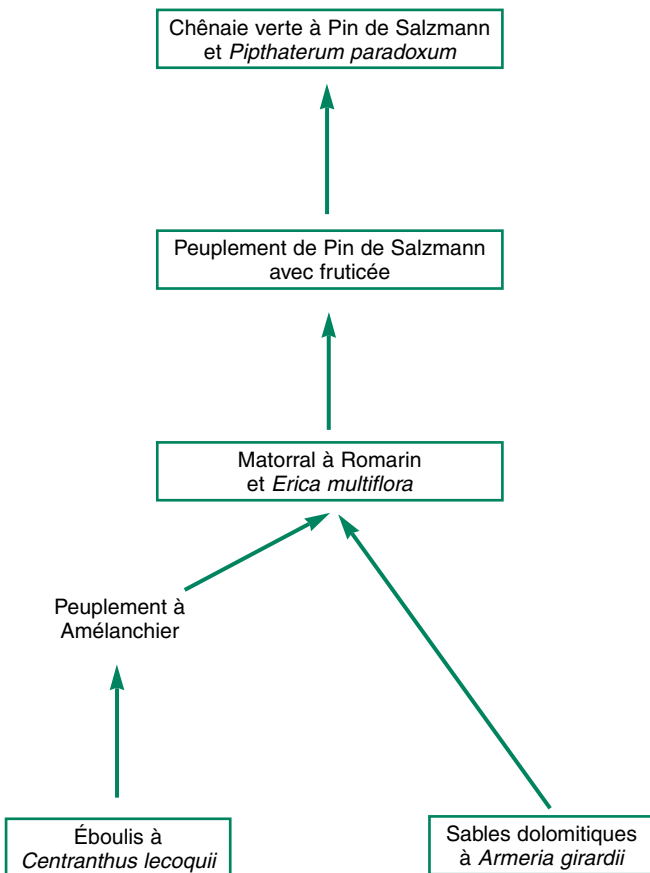 Chênaie verte à Pin de Salzmann
et Pipthaterum paradoxum
Peuplement de Pin de Salzmann
avec fruticée
Matorral à Romarin
et Erica multiflora
Peuplement à
Amélanchier
Éboulis à
Centranthus lecoquii
Sables dolomitiques
à Armeria girardii